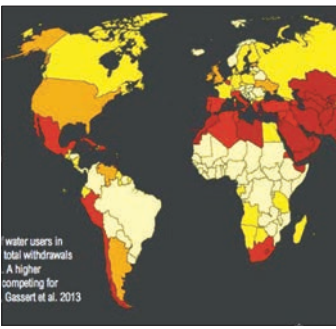 water users in
total withdrawals
. A higher
competing for
, Gassert et al. 2013